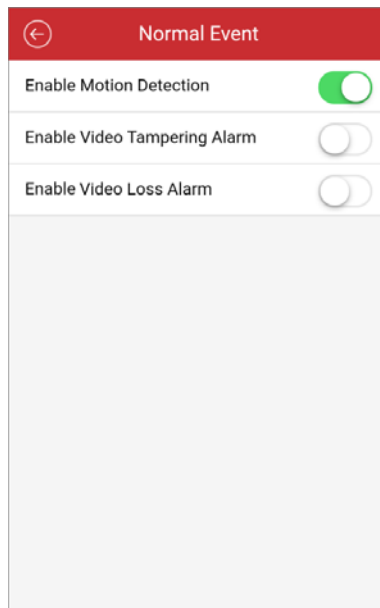 Normal Event
Enable Motion Detection
Enable Video Tampering Alarm
Enable Video Loss Alarm